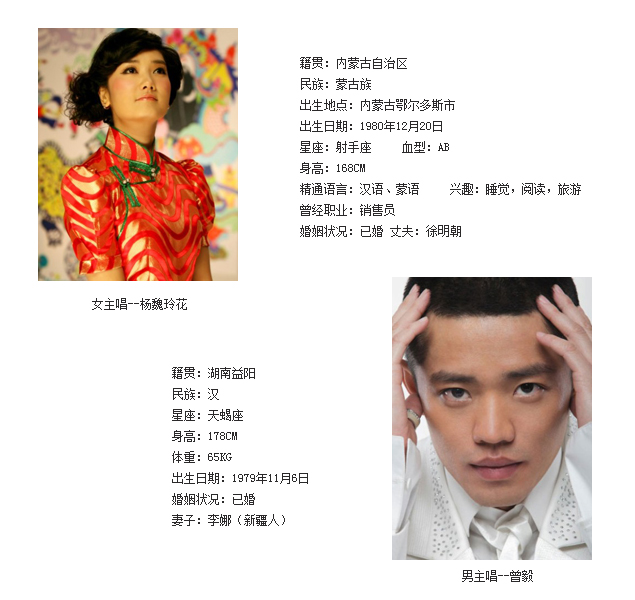 籍贯：内蒙古自治区
民族：蒙古族
出生地点：内蒙古鄂尔多斯市
出生日期：1980年12月20日
星座：射手座 血型：AB
身高：168CM
精通语言：汉语、蒙语 兴趣：睡觉，阅读，旅游
曾经职业：销售员
婚姻状况：已婚 丈夫：徐明朝
女主唱--杨魏玲花
籍贯：湖南益阳
民族：汉
星座：天蝎座
身高：178CM
体重：65KG
出生日期：1979年11月6日
婚姻状况：已婚
妻子：李娜（新疆人）
男主唱--曾毅